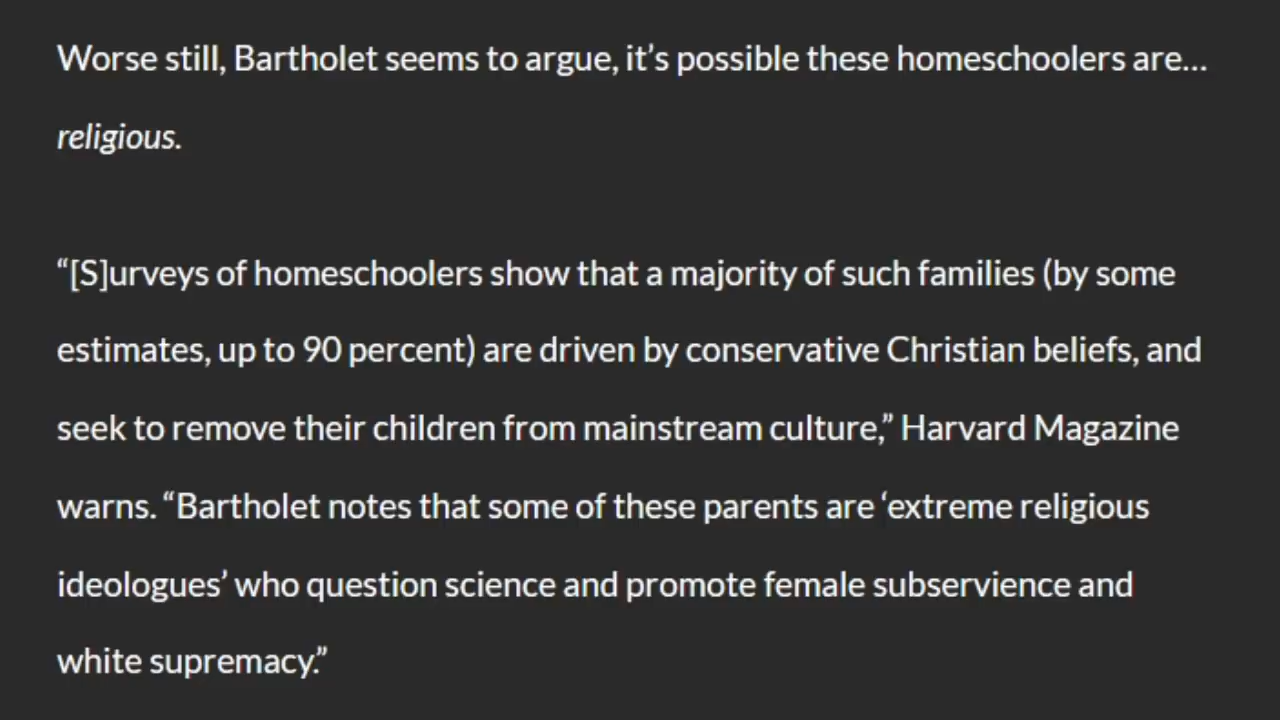 Worse still, Bartholet seems to argue, it’s possible these homeschoolers are…
religious.
“[S]urveys of homeschoolers show that a majority of such families (by some
estimates, up to 90 percent) are driven by conservative Christian beliefs, and
seek to remove their children from mainstream culture,” Harvard Magazine
warns. “Bartholet notes that some of these parents are ‘extreme religious
ideologues’ who question science and promote female subservience and
white supremacy.”